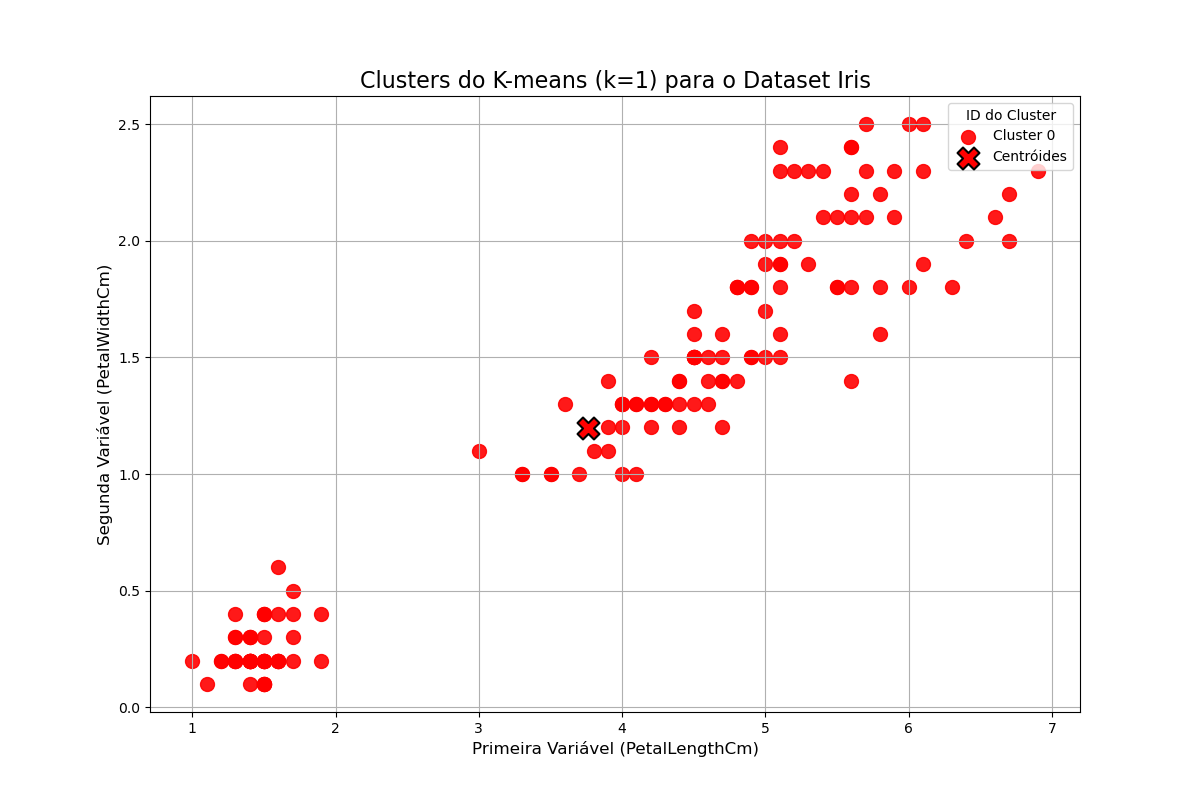 Clusters do K-means (k=1) para o Dataset Iris
ID do Cluster
Cluster 0
Centróides
2.5
2.0
1.5
1.0
0.5
0.0
Segunda Variável (PetalWidthCm)
1 2 3 4 5 6 7
Primeira Variável (PetalLengthCm)